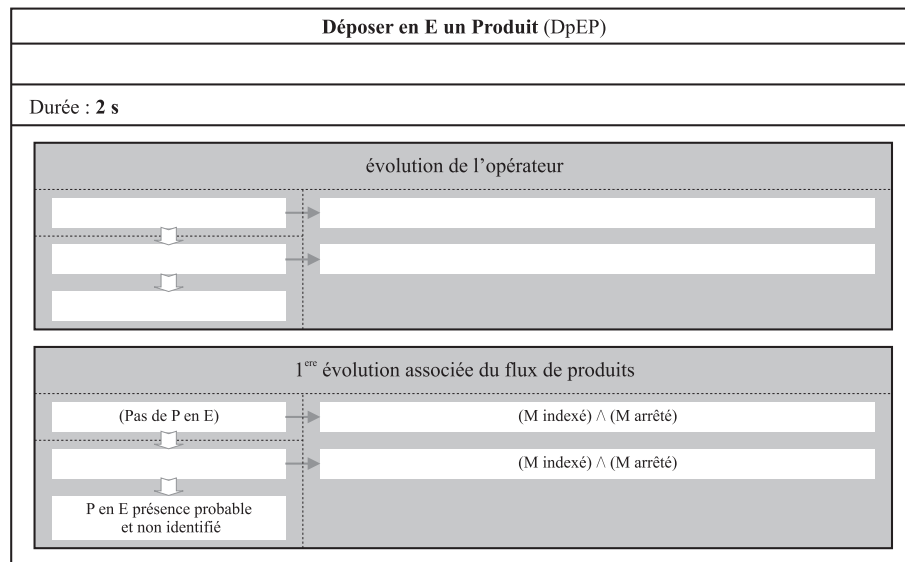 Déposer en E un Produit (DpEP)
Durée : 2 s
évolution de l'opérateur
1ere évolution associée du flux de produits
(Pas de P en E) (M indexé) ∧ (M arrêté)
(M indexé) ∧ (M arrêté)
P en E présence probable
et non identifié